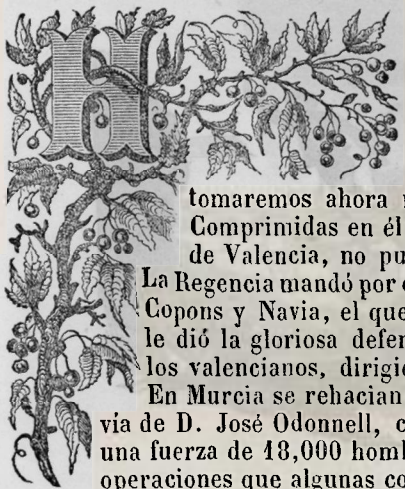 H
tomaremos ahora
Comprimidas en él
de Valencia, no pu
La Regencia mandó por
Copons y Navia, el que
le dió la gloriosa defen
los valencianos, dirigi
En Murcia se rehacian
vía de D. José Odonnell, c
una fuerza de 18,000 homb
operaciones que algunas co